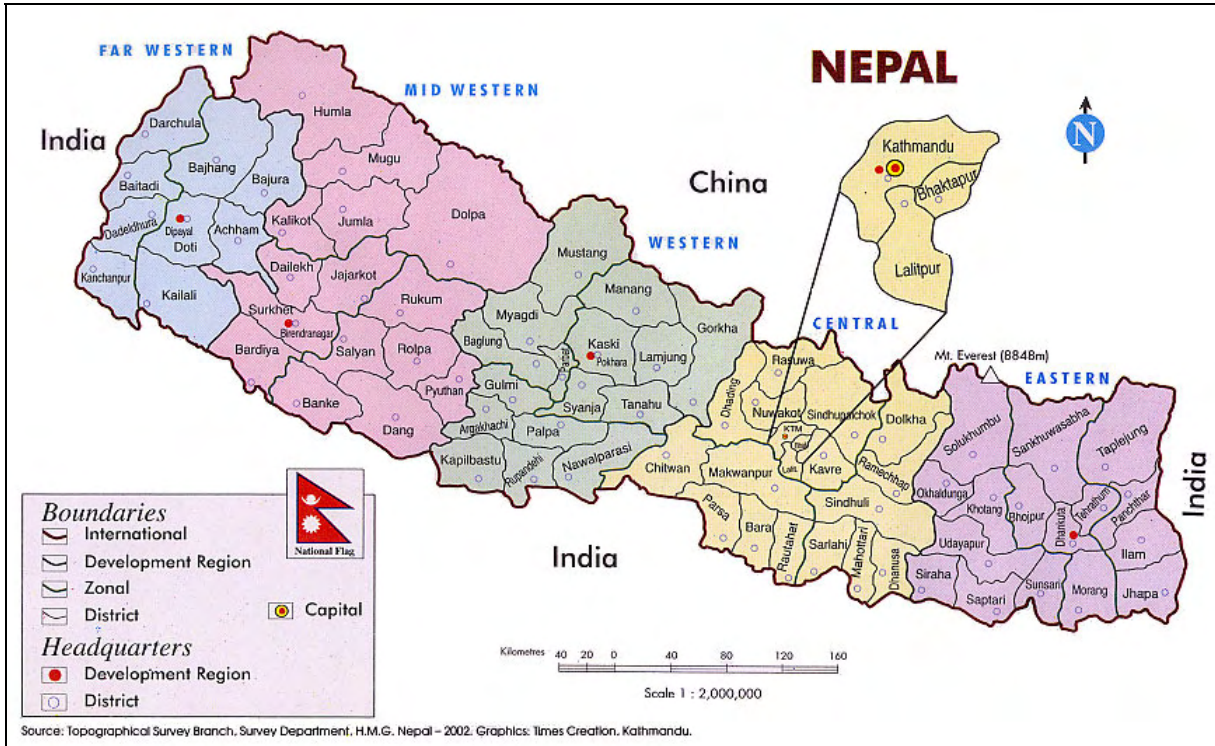 NEPAL
FAR WESTERN
MID WESTERN
WESTERN
CENTRAL
EASTERN
India
China
India
India
N
Mt. Everest (8848m)
Darchula
Bajhang
Bajura
Baitadi
Dadeldhura
Dipayal
Doti
Achham
Kanchanpur
Kailali
Humla
Mugu
Dolpa
Kalikot
Jumla
Dailekh
Jajarkot
Rukum
Surkhet
Birendranagar
Bardiya
Salyan
Rolpa
Pyuthan
Banke
Dang
Mustang
Manang
Gorkha
Myagdi
Baglung
Parbat
Kaski
Pokhara
Lamjung
Gulmi
Syanja
Tanahu
Argakhachi
Palpa
Kapilbastu
Rupandehi
Nawalparasi
Kathmandu
Bhaktapur
Lalitpur
Rasuwa
Dhading
Nuwakot
Sindhupachok
Dolkha
KTM
Lalit.
Kavre
Ramechhap
Chitwan
Makwanpur
Sindhuli
Parsa
Bara
Rautahat
Sarlahi
Mahottari
Dhanusa
Solukhumbu
Sankhuwasabha
Taplejung
Okhaldunga
Khotang
Bhojpur
Dhankuta
Tehrathum
Panchthar
Udayapur
Ilam
Siraha
Saptari
Sunsari
Morang
Jhapa
Boundaries
International
Development Region
Zonal
District
Capital
National Flag
Headquarters
Development Region
District
Kilometres 40 20 0 40 80 120 160
Scale 1 : 2,000,000
Source: Topographical Survey Branch, Survey Department, H.M.G. Nepal – 2002. Graphics: Times Creation, Kathmandu.